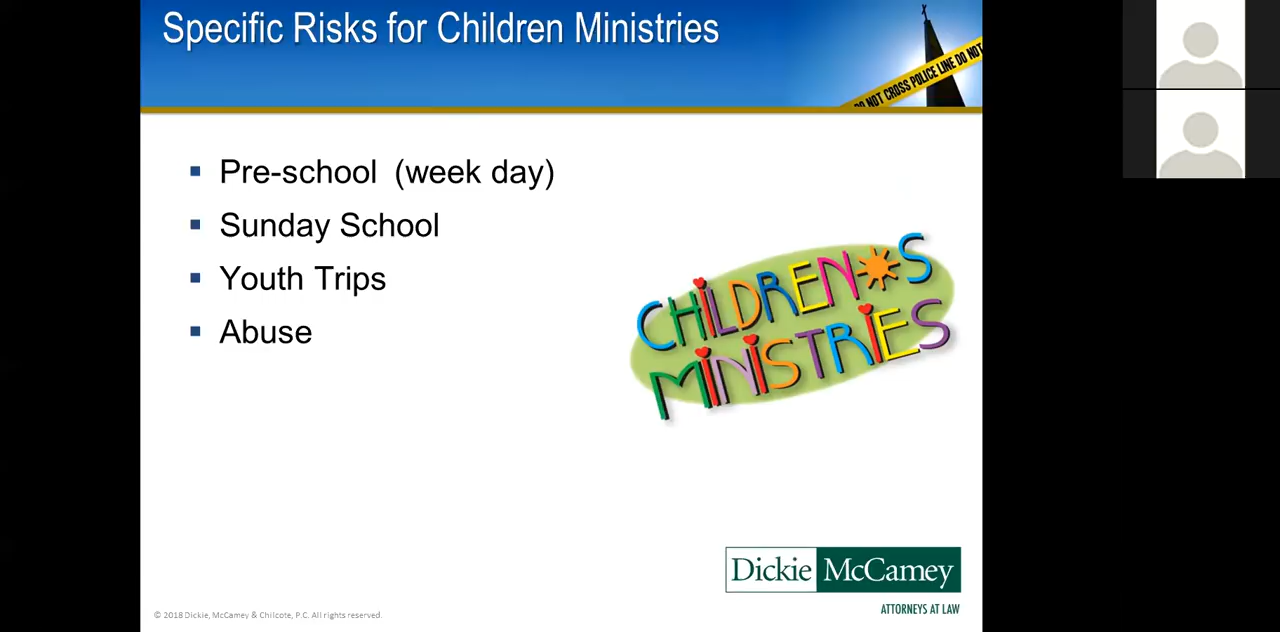 Specific Risks for Children Ministries
DO NOT CROSS POLICE LINE DO NOT
Pre-school (week day)
Sunday School
Youth Trips
Abuse
CHiLDREN S
MiNiSTRiES
Dickie McCamey
ATTORNEYS AT LAW
© 2018 Dickie, McCamey & Chilcote, P.C. All rights reserved.